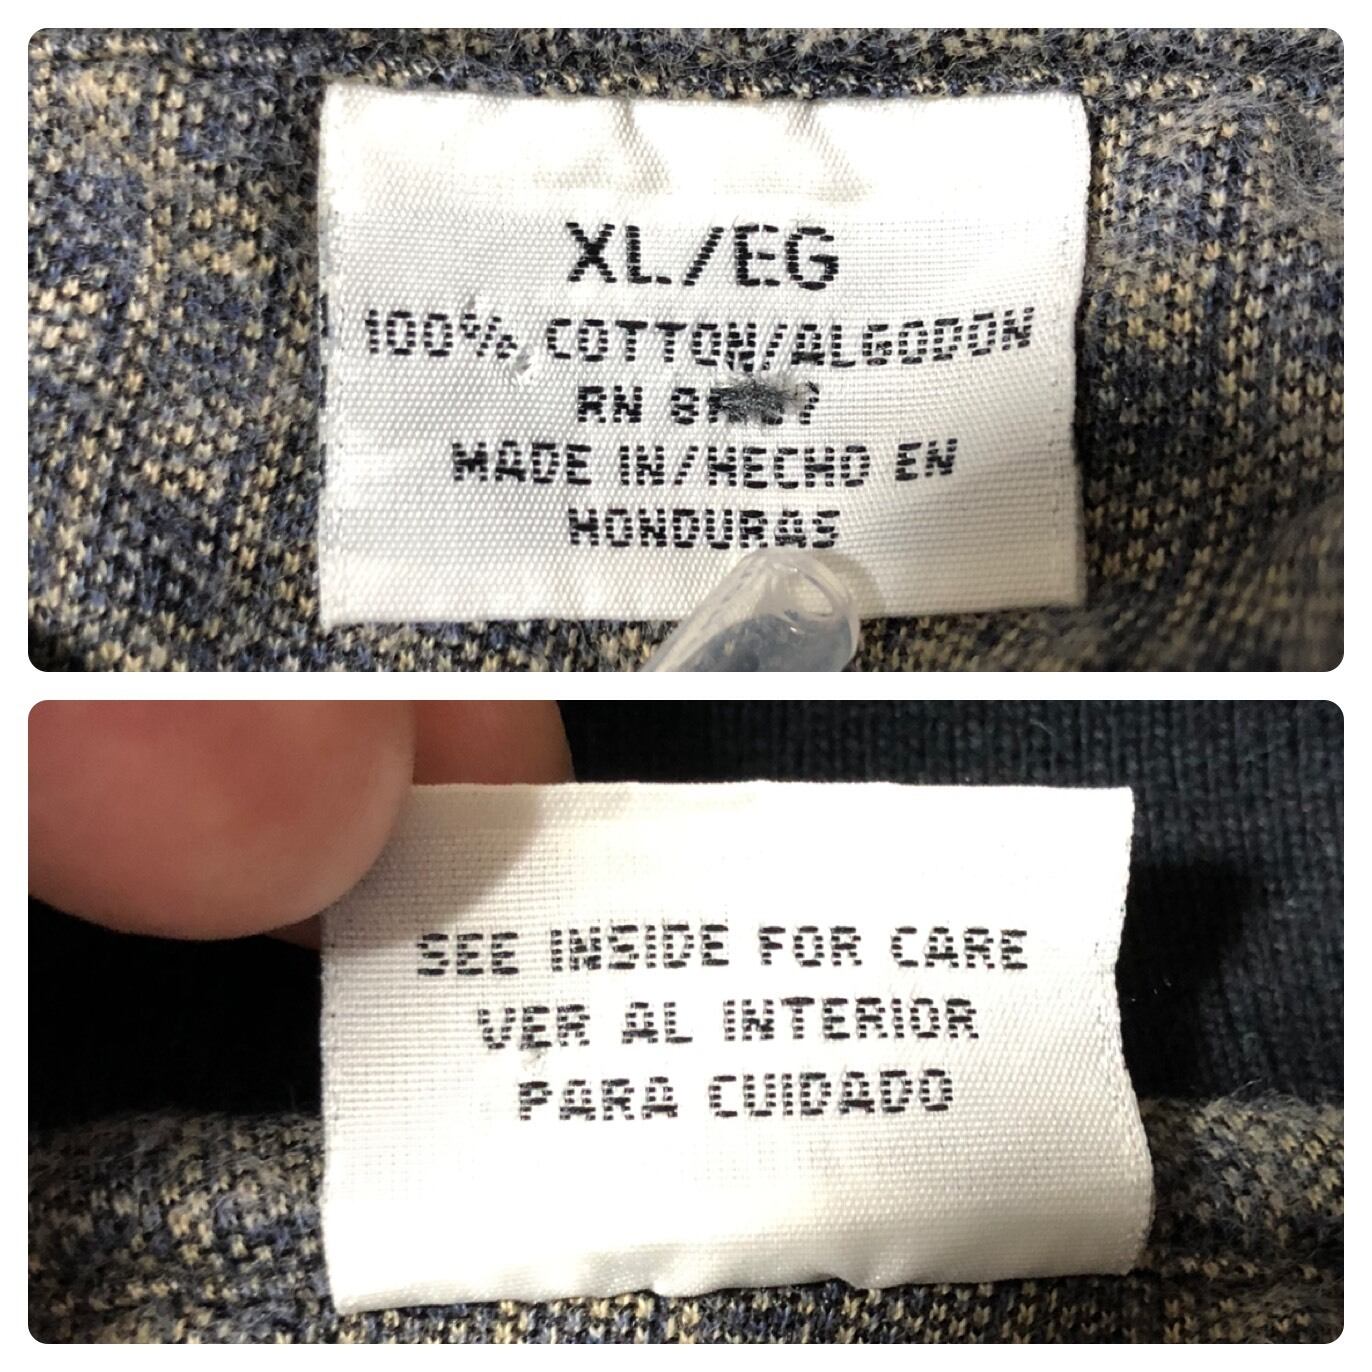 XL/EG
100% COTTON/ALGODON
RN
MADE IN/HECHO EN
HONDURAS
SEE INSIDE FOR CARE
VER AL INTERIOR
PARA CUIDADO